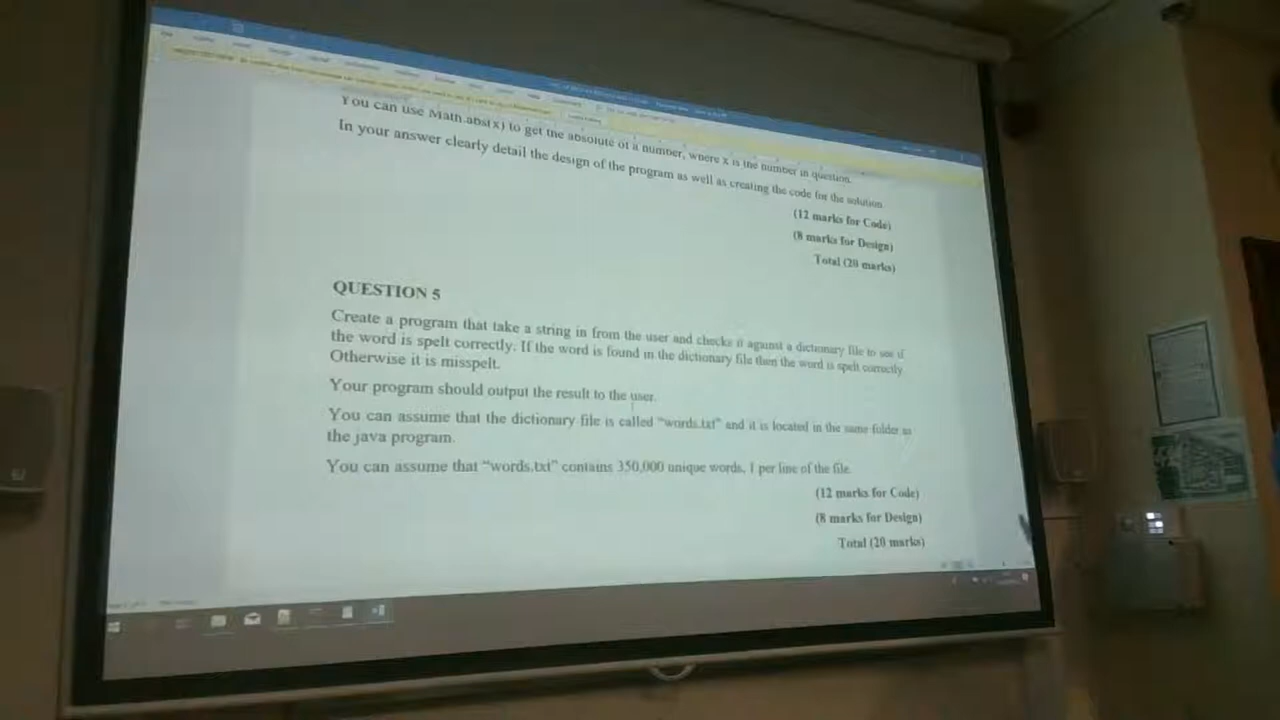 You can use Math.abs(x) to get the absolute of a number, where x is the number in question.
In your answer clearly detail the design of the program as well as creating the code for the solution
(12 marks for Code)
(8 marks for Design)
Total (20 marks)
QUESTION 5
Create a program that take a string in from the user and checks it against a dictionary file to see if
the word is spelt correctly. If the word is found in the dictionary file then the word is spelt correctly
Otherwise it is misspelt.
Your program should output the result to the user.
You can assume that the dictionary file is called "words.txt" and it is located in the same folder as
the java program.
You can assume that "words.txt" contains 350,000 unique words, 1 per line of the file.
(12 marks for Code)
(8 marks for Design)
Total (20 marks)